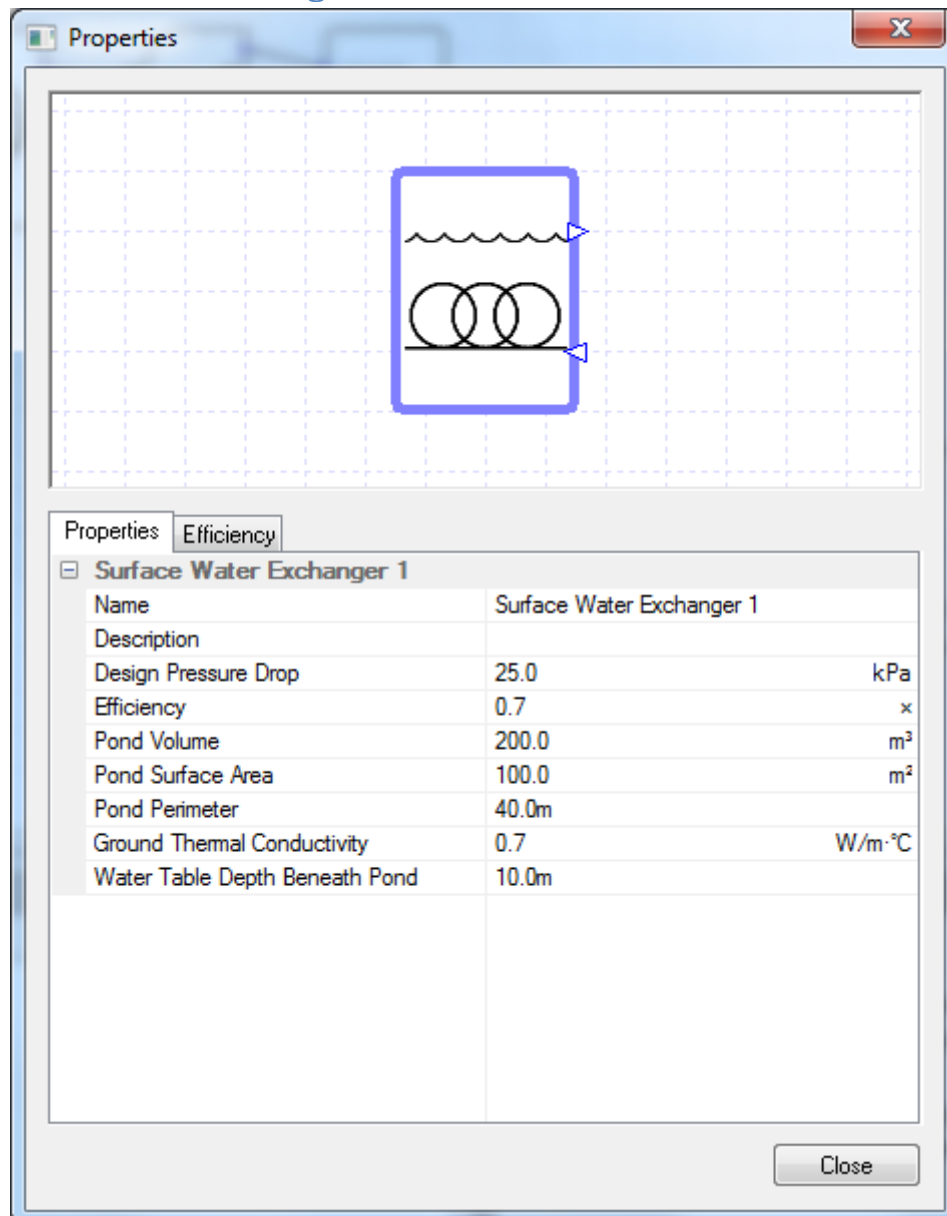 Properties
Properties Efficiency
Surface Water Exchanger 1
Name Surface Water Exchanger 1
Description
Design Pressure Drop 25.0 kPa
Efficiency 0.7 ×
Pond Volume 200.0 m³
Pond Surface Area 100.0 m²
Pond Perimeter 40.0m
Ground Thermal Conductivity 0.7 W/m·°C
Water Table Depth Beneath Pond 10.0m
Close